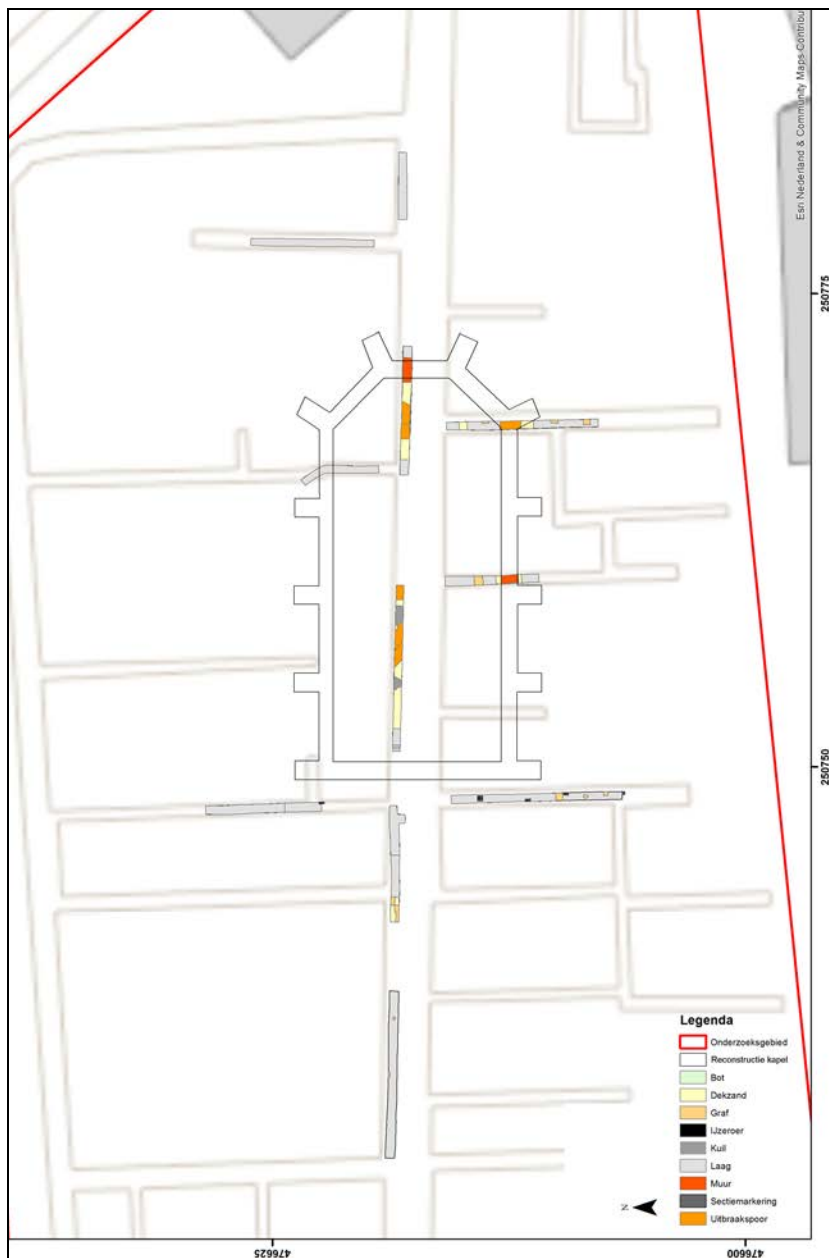 Esri Nederland & Community Maps Contribu
250775
250750
Legenda
Onderzoeksgebied
Reconstructie kapel
Bot
Dekzand
Graf
IJzeroer
Kuil
Laag
Muur
Sectiemarkering
Uitbraakspoor
N
476625
476600